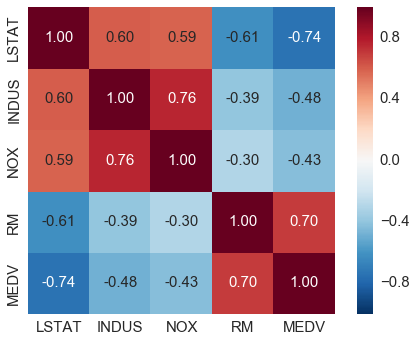 LSTAT 1.00 0.60 0.59 -0.61 -0.74
INDUS 0.60 1.00 0.76 -0.39 -0.48
NOX 0.59 0.76 1.00 -0.30 -0.43
RM -0.61 -0.39 -0.30 1.00 0.70
MEDV -0.74 -0.48 -0.43 0.70 1.00
LSTAT INDUS NOX RM MEDV
0.8
0.4
0.0
−0.4
−0.8